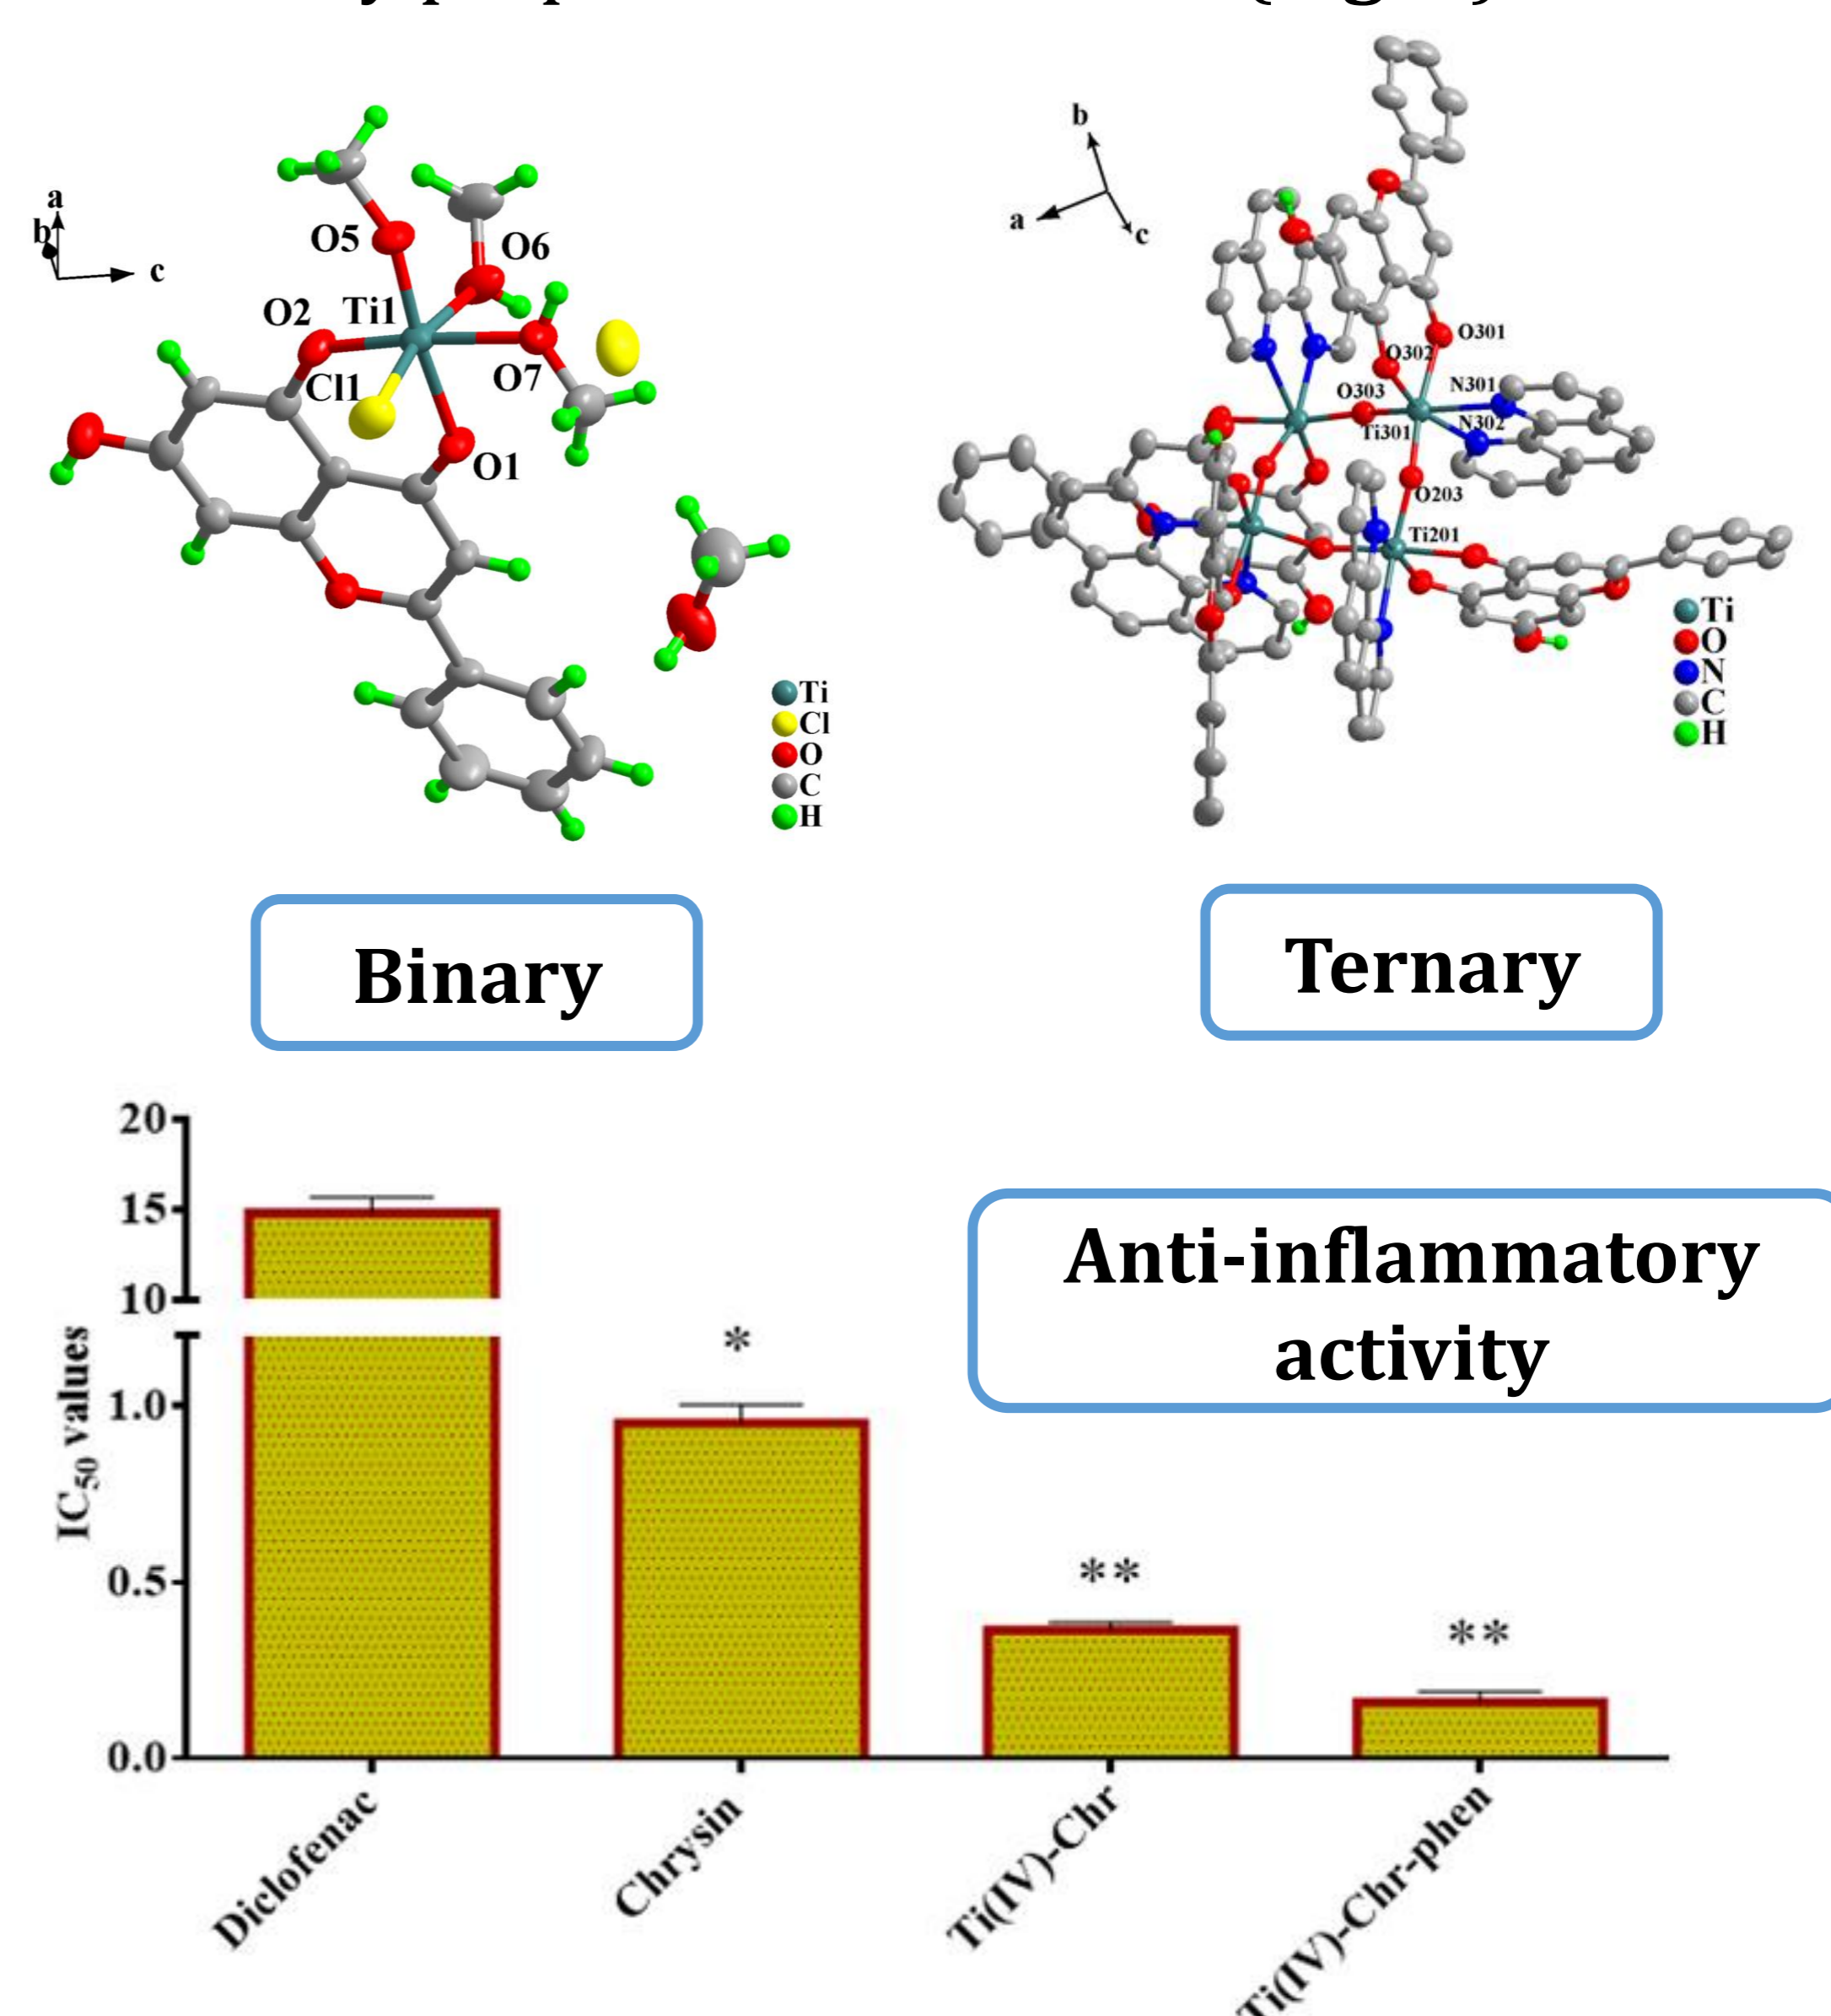 a
b
c
O5
O6
O2
Ti1
Cl1
O7
O1
Ti
Cl
O
C
H
b
a
c
O301
O302
O303
N301
Ti301
N302
O203
Ti201
Ti
O
N
C
H
Binary
Ternary
Anti-inflammatory
activity
IC50 values
20
15
10
1.0
0.5
0.0
*
**
**
Diclofenac
Chrysin
Ti(IV)-Chr
Ti(IV)-Chr-phen